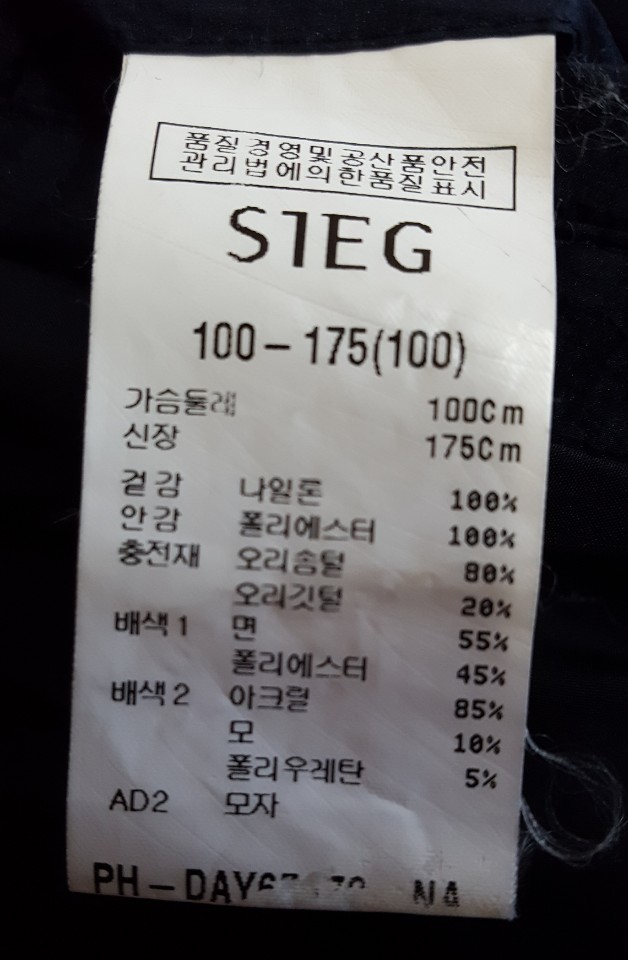 품질경영및공산품안전
관리법에의한품질표시
SIEG
100-175(100)
가슴둘레 100Cm
신장 175Cm
겉감 나일론 100%
안감 폴리에스터 100%
충전재 오리솜털 80%
오리깃털 20%
배색1 면 55%
폴리에스터 45%
배색2 아크릴 85%
모 10%
폴리우레탄 5%
AD2 모자